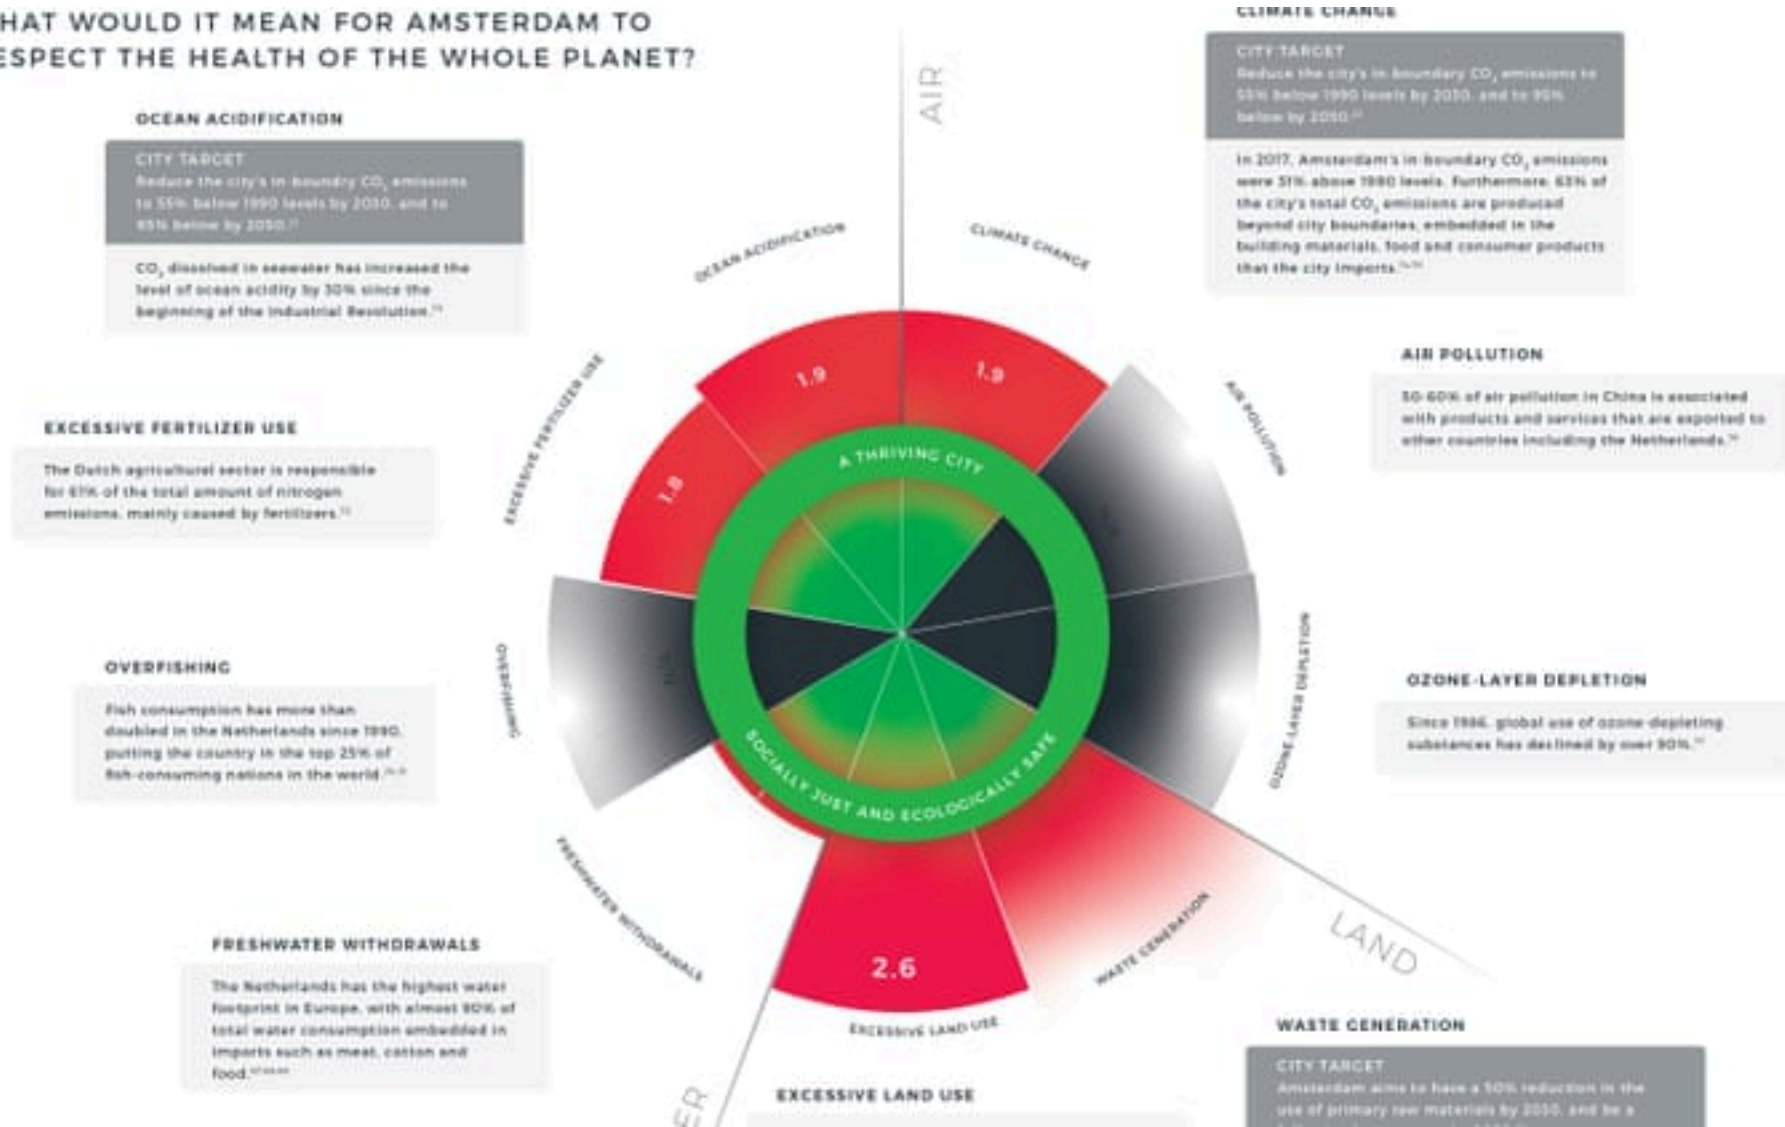 HAT WOULD IT MEAN FOR AMSTERDAM TO
ESPECT THE HEALTH OF THE WHOLE PLANET?
OCEAN ACIDIFICATION
CITY TARGET
Reduce the city's in-boundry CO₂ emissions
to 55% below 1990 levels by 2030, and to
95% below by 2050.
CO₂ dissolved in seawater has increased the
level of ocean acidity by 30% since the
beginning of the Industrial Revolution.
EXCESSIVE FERTILIZER USE
The Dutch agricultural sector is responsible
for 61% of the total amount of nitrogen
emissions, mainly caused by fertilizers.
OVERFISHING
Fish consumption has more than
doubled in the Netherlands since 1990,
putting the country in the top 25% of
fish-consuming nations in the world.
FRESHWATER WITHDRAWALS
The Netherlands has the highest water
footprint in Europe, with almost 90% of
total water consumption embedded in
imports such as meat, cotton and
food.
AIR
OCEAN ACIDIFICATION
CLIMATE CHANGE
EXCESSIVE FERTILIZER USE
AIR POLLUTION
1.9
1.9
1.8
A THRIVING CITY
SOCIALLY JUST AND ECOLOGICALLY SAFE
OVERFISHING
OZONE-LAYER DEPLETION
FRESHWATER WITHDRAWALS
WASTE GENERATION
2.6
EXCESSIVE LAND USE
LAND
ER
EXCESSIVE LAND USE
CLIMATE CHANGE
CITY TARGET
Reduce the city's in-boundary CO₂ emissions to
55% below 1990 levels by 2030, and to 95%
below by 2050.
In 2017, Amsterdam's in-boundary CO₂ emissions
were 31% above 1990 levels. Furthermore, 63% of
the city's total CO₂ emissions are produced
beyond city boundaries, embedded in the
building materials, food and consumer products
that the city imports.
AIR POLLUTION
50-60% of air pollution in China is associated
with products and services that are exported to
other countries including the Netherlands.
OZONE-LAYER DEPLETION
Since 1986, global use of ozone-depleting
substances has declined by over 90%.
WASTE GENERATION
CITY TARGET
Amsterdam aims to have a 50% reduction in the
use of primary raw materials by 2030, and be a